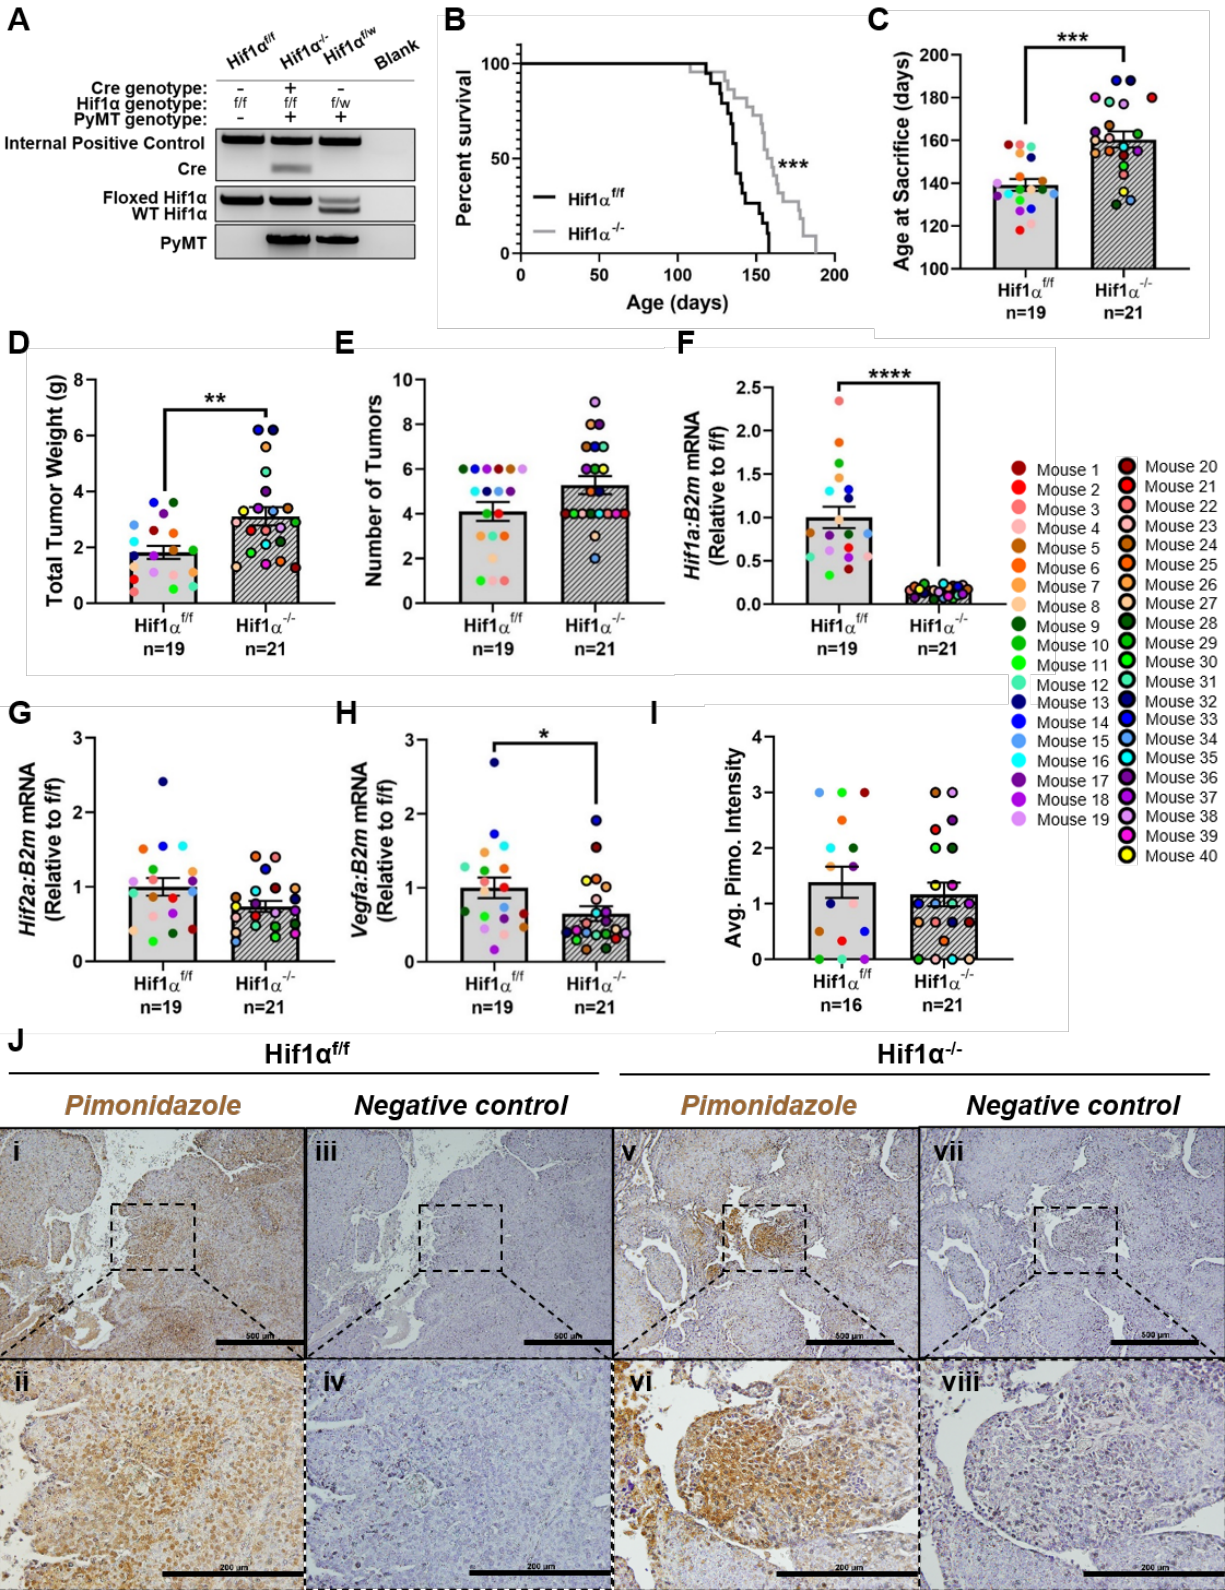 A
Hif1αf/f
Hif1α-/-
Hif1αf/w
Blank
Cre genotype: - + -
Hif1α genotype: f/f f/f f/w
PyMT genotype: - + +
Internal Positive Control
Cre
Floxed Hif1α
WT Hif1α
PyMT
B
Percent survival
100
50
0
***
Hif1αf/f
Hif1α-/-
0 50 100 150 200
Age (days)
C
Age at Sacrifice (days)
200
180
160
140
120
100
***
Hif1αf/f Hif1α-/-
n=19 n=21
D
Total Tumor Weight (g)
8
6
4
2
0
**
Hif1αf/f Hif1α-/-
n=19 n=21
E
Number of Tumors
10
8
6
4
2
0
Hif1αf/f Hif1α-/-
n=19 n=21
F
Hif1a:B2m mRNA
(Relative to f/f)
2.5
2.0
1.5
1.0
0.5
0.0
****
Hif1αf/f Hif1α-/-
n=19 n=21
Mouse 1
Mouse 2
Mouse 3
Mouse 4
Mouse 5
Mouse 6
Mouse 7
Mouse 8
Mouse 9
Mouse 10
Mouse 11
Mouse 12
Mouse 13
Mouse 14
Mouse 15
Mouse 16
Mouse 17
Mouse 18
Mouse 19
Mouse 20
Mouse 21
Mouse 22
Mouse 23
Mouse 24
Mouse 25
Mouse 26
Mouse 27
Mouse 28
Mouse 29
Mouse 30
Mouse 31
Mouse 32
Mouse 33
Mouse 34
Mouse 35
Mouse 36
Mouse 37
Mouse 38
Mouse 39
Mouse 40
G
Hif2a:B2m mRNA
(Relative to f/f)
3
2
1
0
Hif1αf/f Hif1α-/-
n=19 n=21
H
Vegfa:B2m mRNA
(Relative to f/f)
3
2
1
0
*
Hif1αf/f Hif1α-/-
n=19 n=21
I
Avg. Pimo. Intensity
4
3
2
1
0
Hif1αf/f Hif1α-/-
n=16 n=21
J
Hif1αf/f Hif1α-/-
Pimonidazole Negative control Pimonidazole Negative control
i iii v vii
500 μm 500 μm 500 μm 500 μm
ii iv vi viii
200 μm 200 μm 200 μm 200 μm